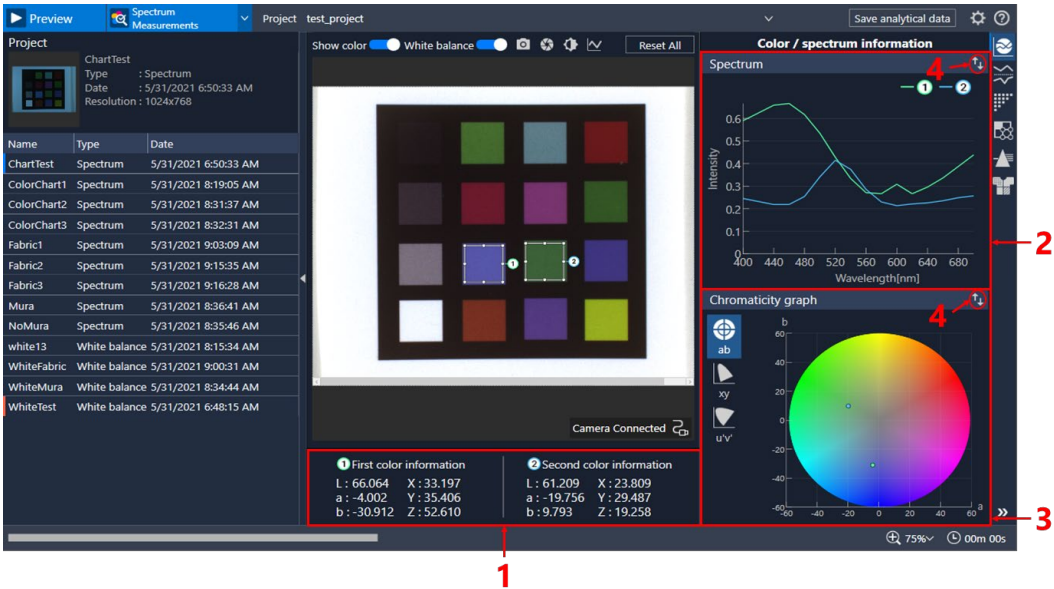 Preview
Spectrum
Measurements
Project test_project
Save analytical data
Project
ChartTest
Type : Spectrum
Date : 5/31/2021 6:50:33 AM
Resolution : 1024x768
Name Type Date
ChartTest Spectrum 5/31/2021 6:50:33 AM
ColorChart1 Spectrum 5/31/2021 8:19:05 AM
ColorChart2 Spectrum 5/31/2021 8:31:37 AM
ColorChart3 Spectrum 5/31/2021 8:32:31 AM
Fabric1 Spectrum 5/31/2021 9:03:09 AM
Fabric2 Spectrum 5/31/2021 9:15:35 AM
Fabric3 Spectrum 5/31/2021 9:16:28 AM
Mura Spectrum 5/31/2021 8:36:41 AM
NoMura Spectrum 5/31/2021 8:35:46 AM
white13 White balance 5/31/2021 8:15:34 AM
WhiteFabric White balance 5/31/2021 9:00:31 AM
WhiteMura White balance 5/31/2021 8:34:44 AM
WhiteTest White balance 5/31/2021 6:48:15 AM
Show color White balance Reset All
1 2
Camera Connected
1 First color information
L : 66.064 X : 33.197
a : -4.002 Y : 35.406
b : -30.912 Z : 52.610
2 Second color information
L : 61.209 X : 23.809
a : -19.756 Y : 29.487
b : 9.793 Z : 19.258
1
Color / spectrum information
Spectrum 4
1 2
Intensity
0.6
0.5
0.4
0.3
0.2
0.1
0
400 440 480 520 560 600 640 680
Wavelength[nm]
2
Chromaticity graph 4
ab
xy
u'v'
b
60
40
20
0
-20
-40
-60
-60 -40 -20 0 20 40 60 a
3
75% 00m 00s